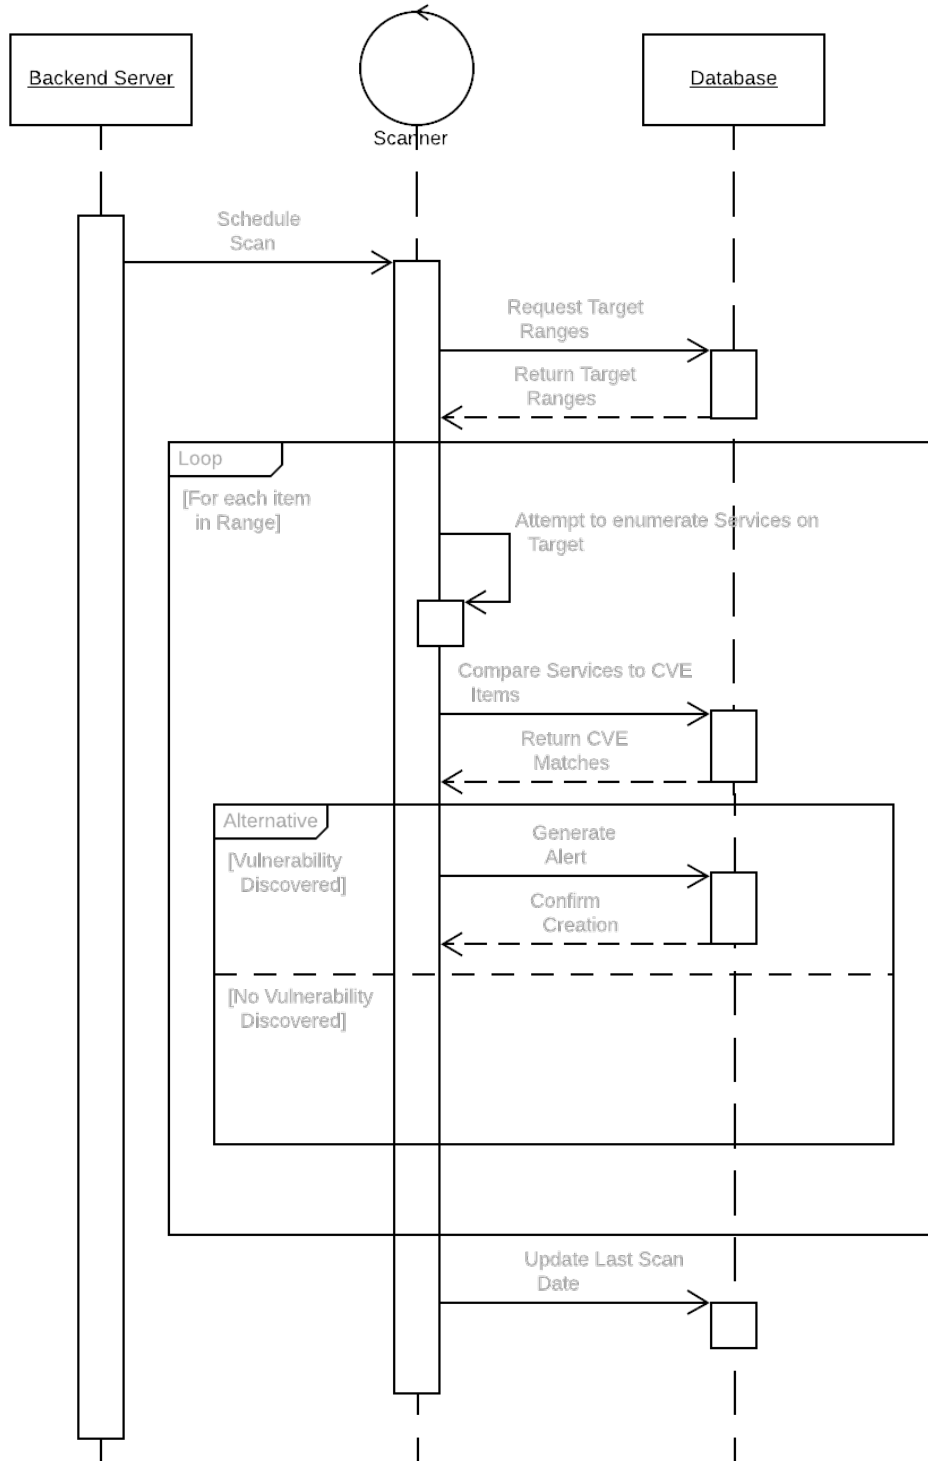 Backend Server
Scanner
Database
Schedule
Scan
Request Target
Ranges
Return Target
Ranges
Loop
[For each item
in Range]
Attempt to enumerate Services on
Target
Compare Services to CVE
Items
Return CVE
Matches
Alternative
[Vulnerability
Discovered]
Generate
Alert
Confirm
Creation
[No Vulnerability
Discovered]
Update Last Scan
Date